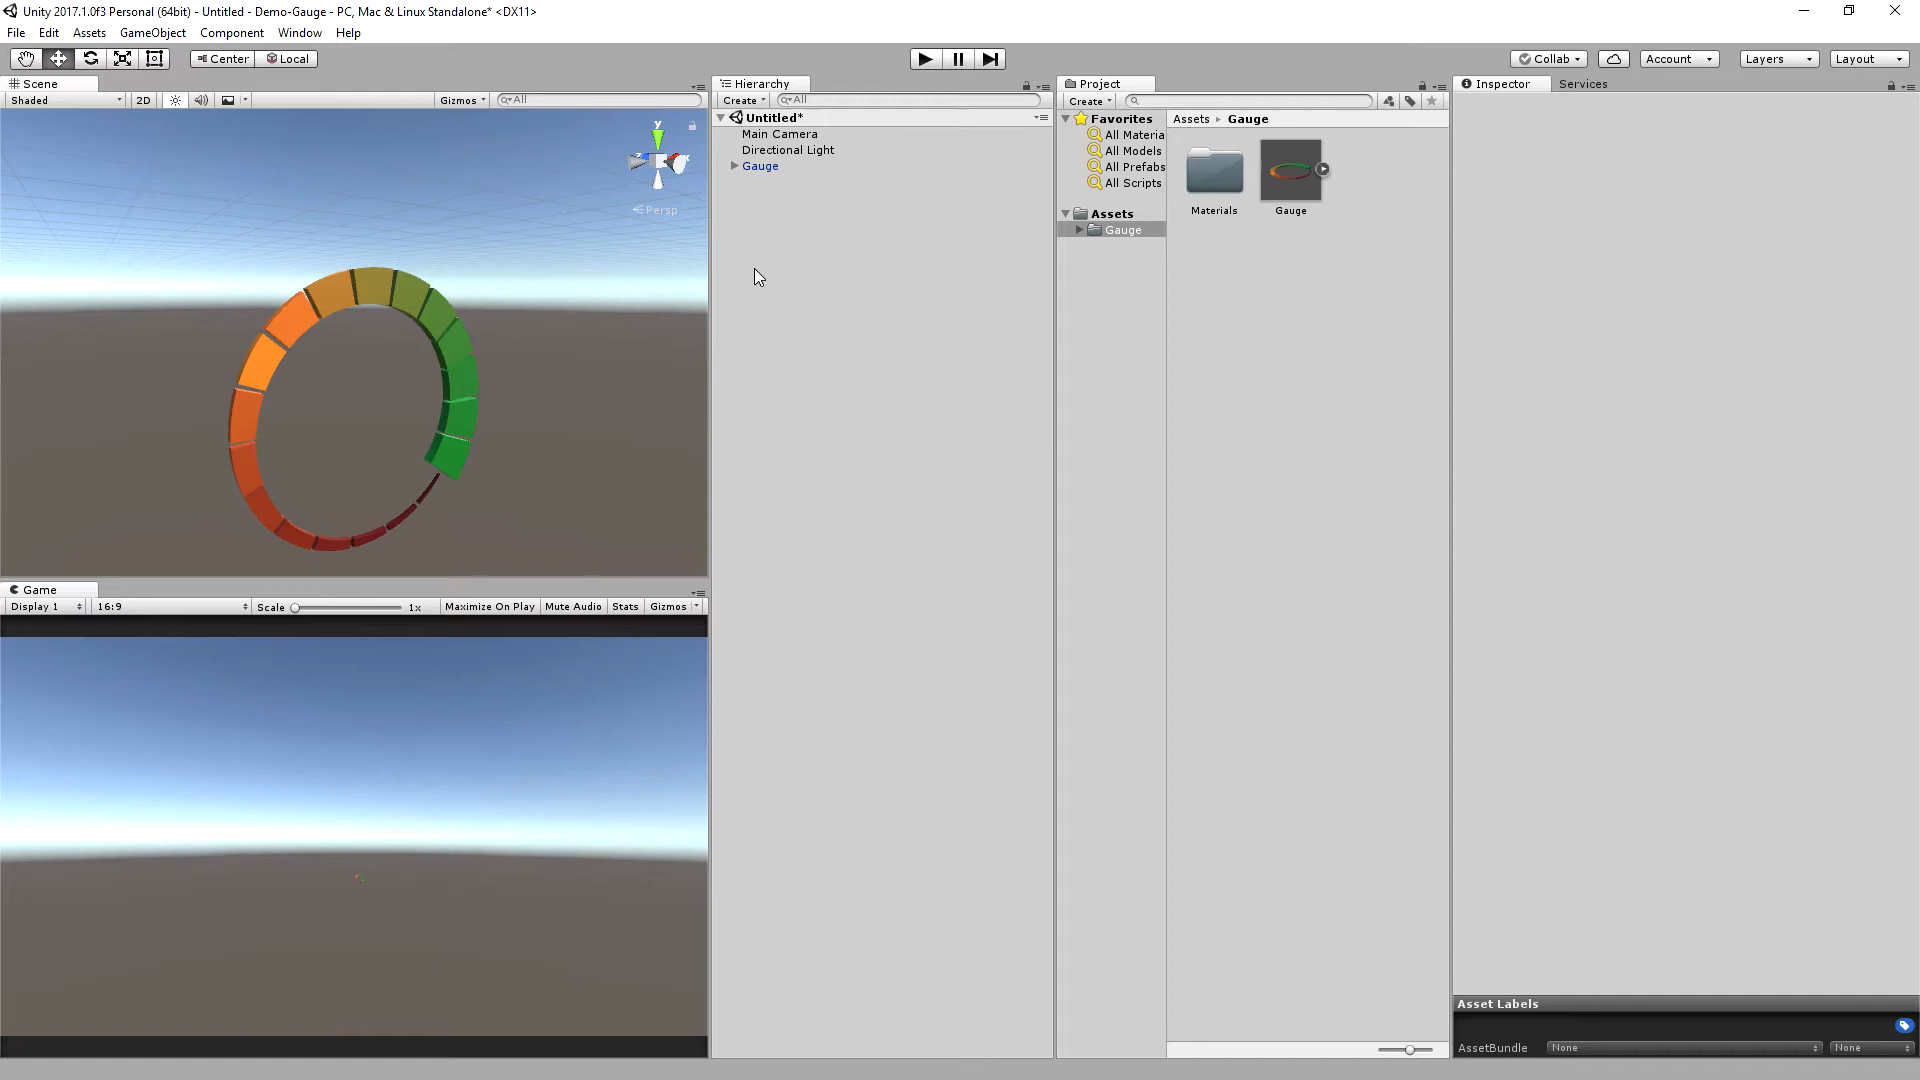 Unity 2017.1.0f3 Personal (64bit) - Untitled - Demo-Gauge - PC, Mac & Linux Standalone* <DX11>
File Edit Assets GameObject Component Window Help
Center Local Collab Account Layers Layout
Scene
Shaded 2D Gizmos All
y
Persp
Game
Display 1 16:9 Scale 1x Maximize On Play Mute Audio Stats Gizmos
Hierarchy
Create All
Untitled*
Main Camera
Directional Light
Gauge
Project
Create
Favorites
All Materia
All Models
All Prefabs
All Scripts
Assets
Gauge
Assets Gauge
Materials Gauge
Inspector Services
Asset Labels
AssetBundle None None